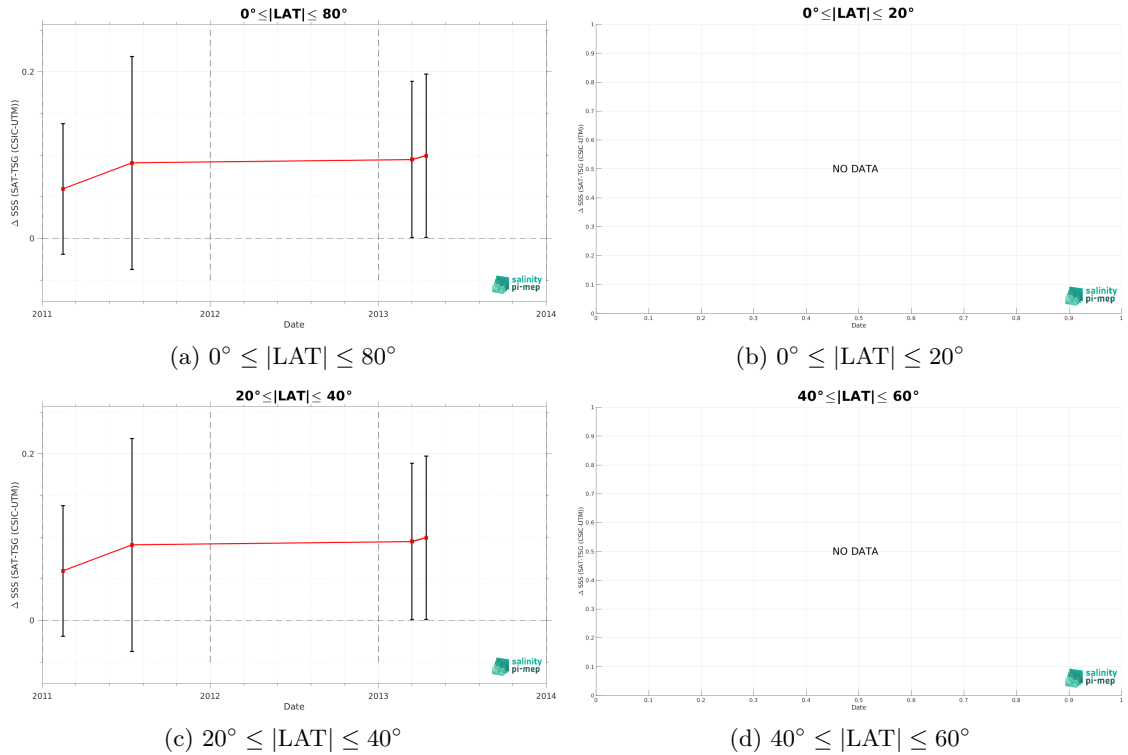 0°≤|LAT|≤ 80°
Δ SSS (SAT-TSG (CSIC-UTM))
0.2
0
2011 2012 2013 2014
Date
salinity
pi-mep
(a) 0° ≤ |LAT| ≤ 80°
0°≤|LAT|≤ 20°
Δ SSS (SAT-TSG (CSIC-UTM))
1
0.9
0.8
0.7
0.6
0.5
0.4
0.3
0.2
0.1
0
NO DATA
0 0.1 0.2 0.3 0.4 0.5 0.6 0.7 0.8 0.9 1
Date
salinity
pi-mep
(b) 0° ≤ |LAT| ≤ 20°
20°≤|LAT|≤ 40°
Δ SSS (SAT-TSG (CSIC-UTM))
0.2
0
2011 2012 2013 2014
Date
salinity
pi-mep
(c) 20° ≤ |LAT| ≤ 40°
40°≤|LAT|≤ 60°
Δ SSS (SAT-TSG (CSIC-UTM))
1
0.9
0.8
0.7
0.6
0.5
0.4
0.3
0.2
0.1
0
NO DATA
0 0.1 0.2 0.3 0.4 0.5 0.6 0.7 0.8 0.9 1
Date
salinity
pi-mep
(d) 40° ≤ |LAT| ≤ 60°